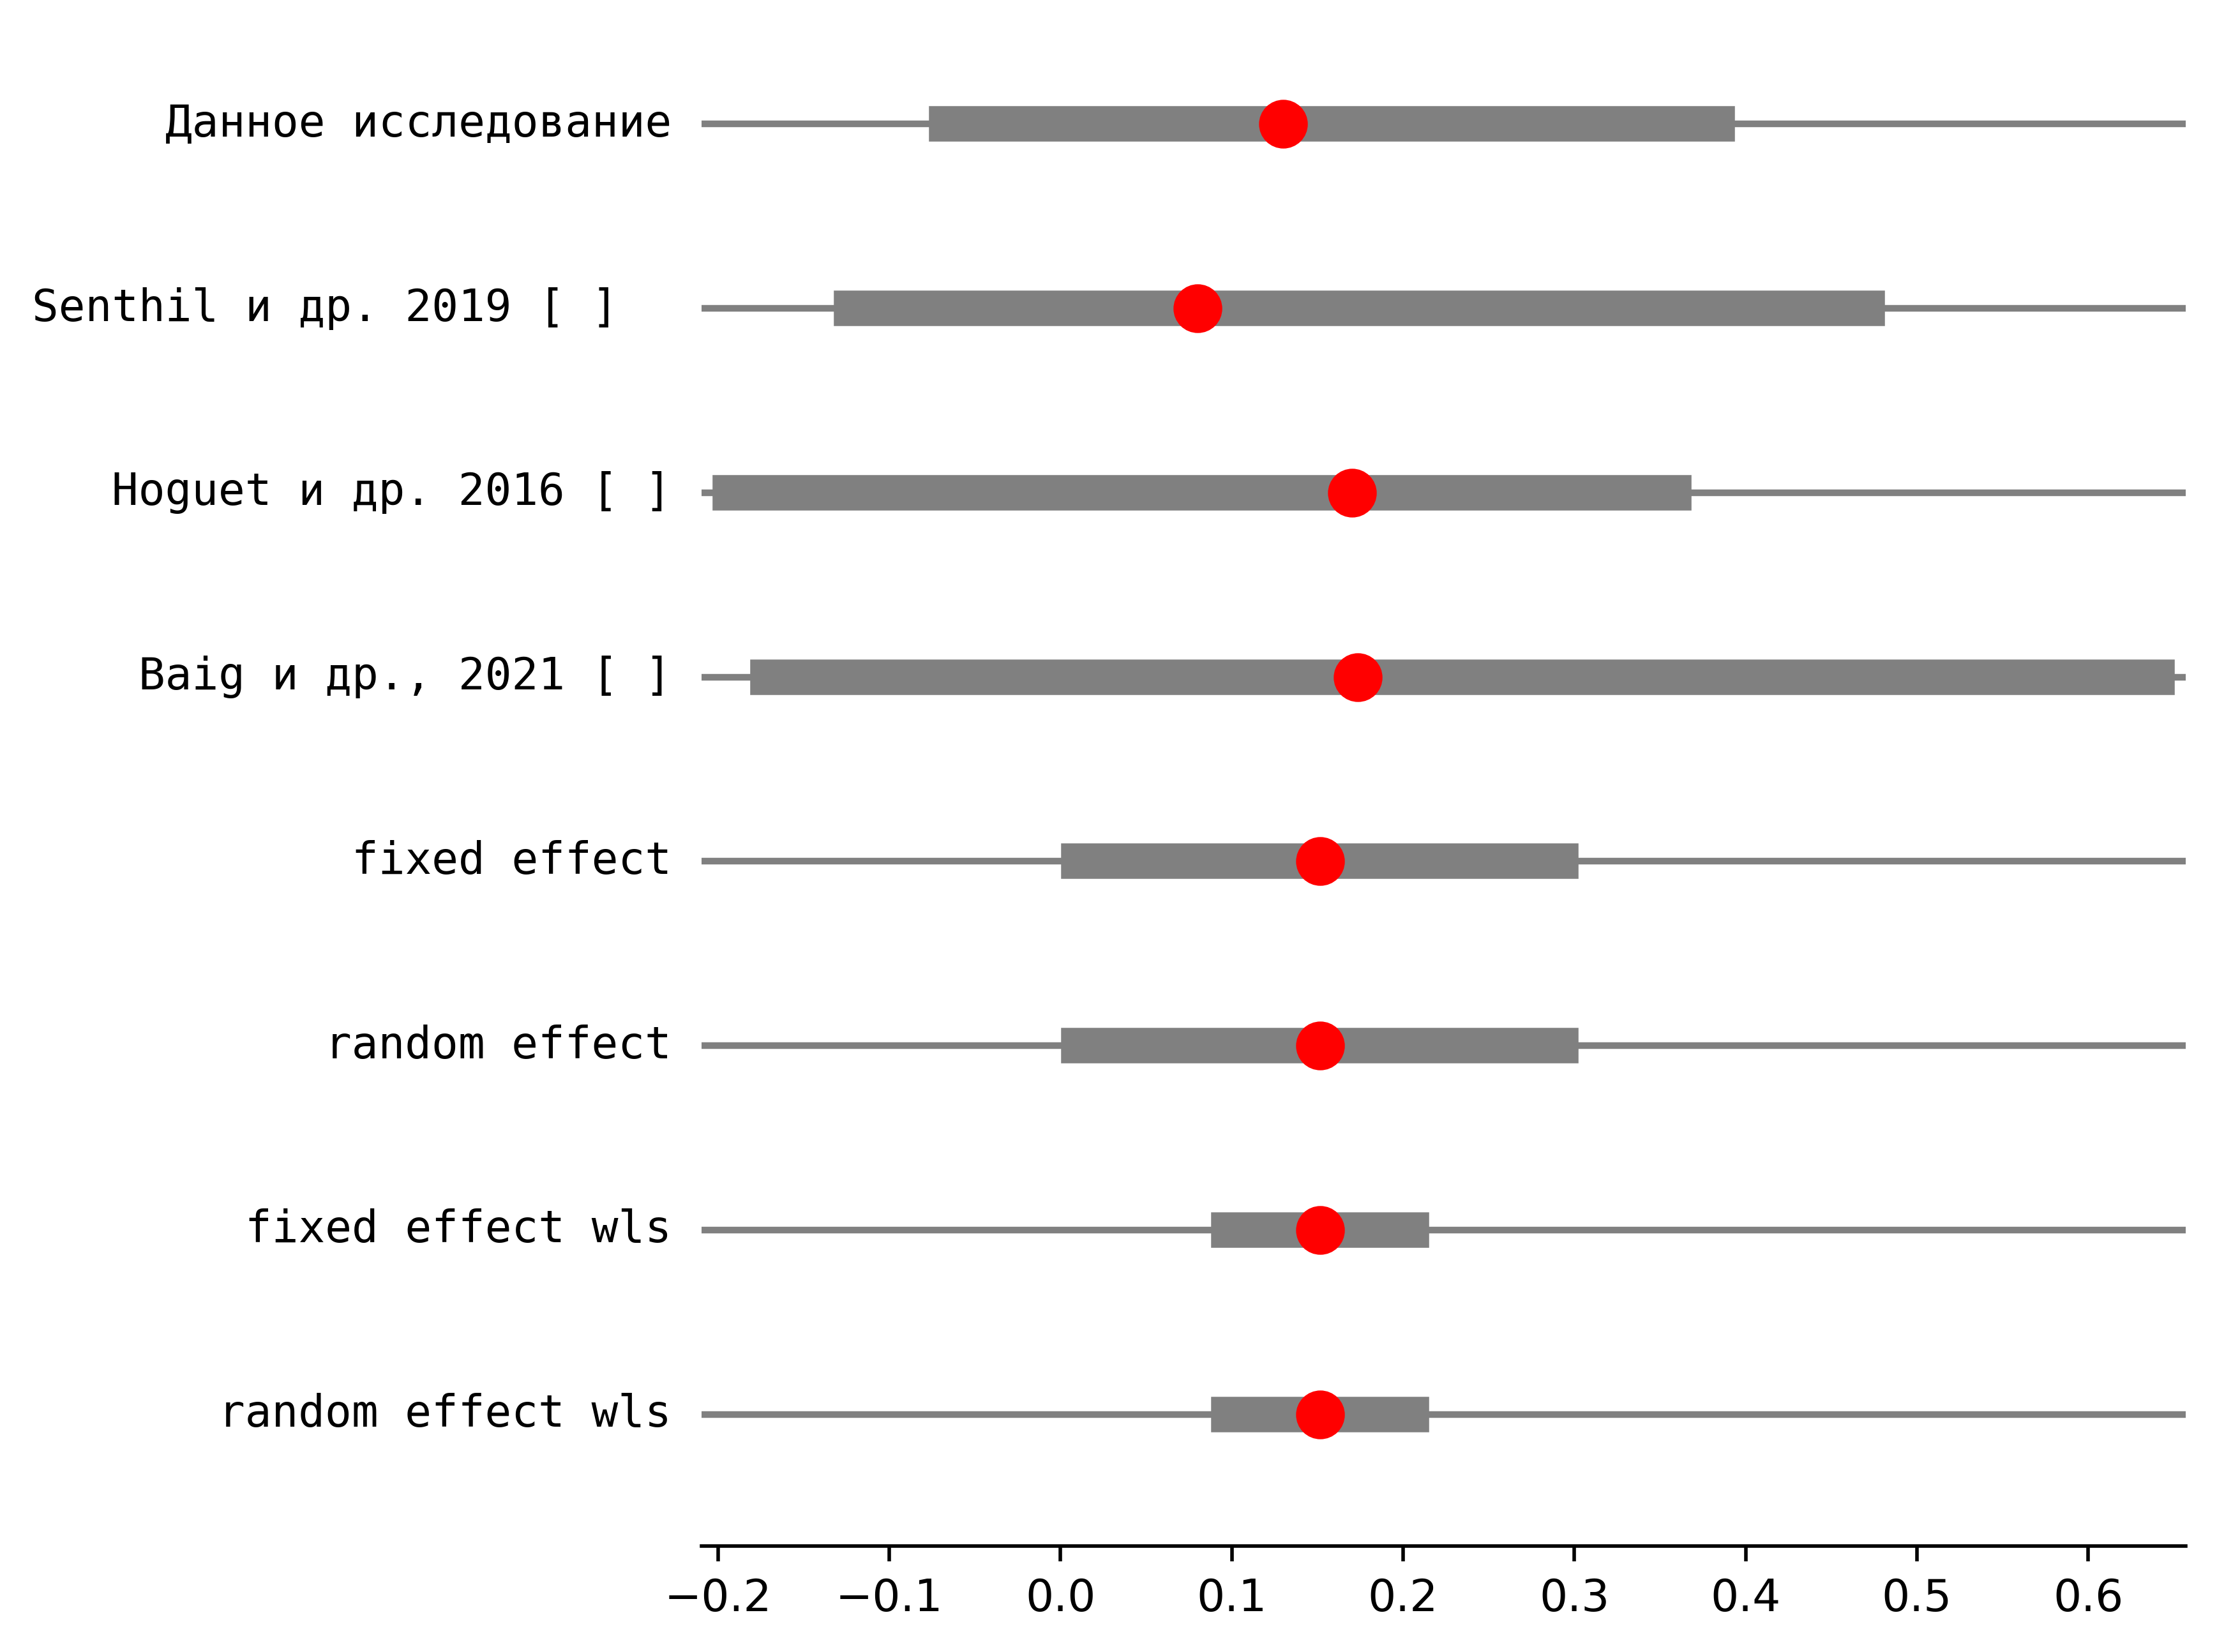 Данное исследование
Senthil и др. 2019 [ ]
Hoguet и др. 2016 [ ]
Baig и др., 2021 [ ]
fixed effect
random effect
fixed effect wls
random effect wls
−0.2 −0.1 0.0 0.1 0.2 0.3 0.4 0.5 0.6